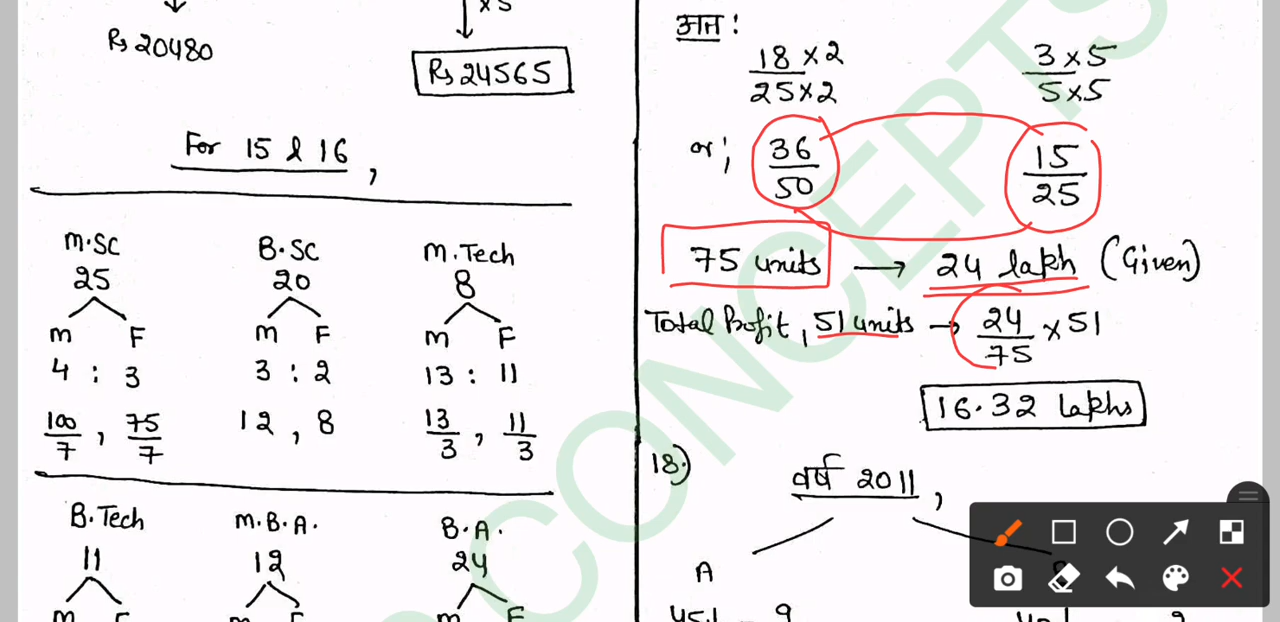 ×5
Rs 20480
Rs 24565
For 15 & 16,
M.SC B.SC M.Tech
25 20 8
M F M F M F
4 : 3 3 : 2 13 : 11
100/7 , 75/7 12 , 8 13/3 , 11/3
B.Tech M.B.A. B.A.
11 12 24
M F M F M F
अतः :
18×2/25×2 3×5/5×5
or; 36/50 15/25
75 units → 24 lakh (Given)
Total Profit, 51 units → 24/75 × 51
16.32 lakhs
18.) वर्ष 2011,
A
CONCEPTS